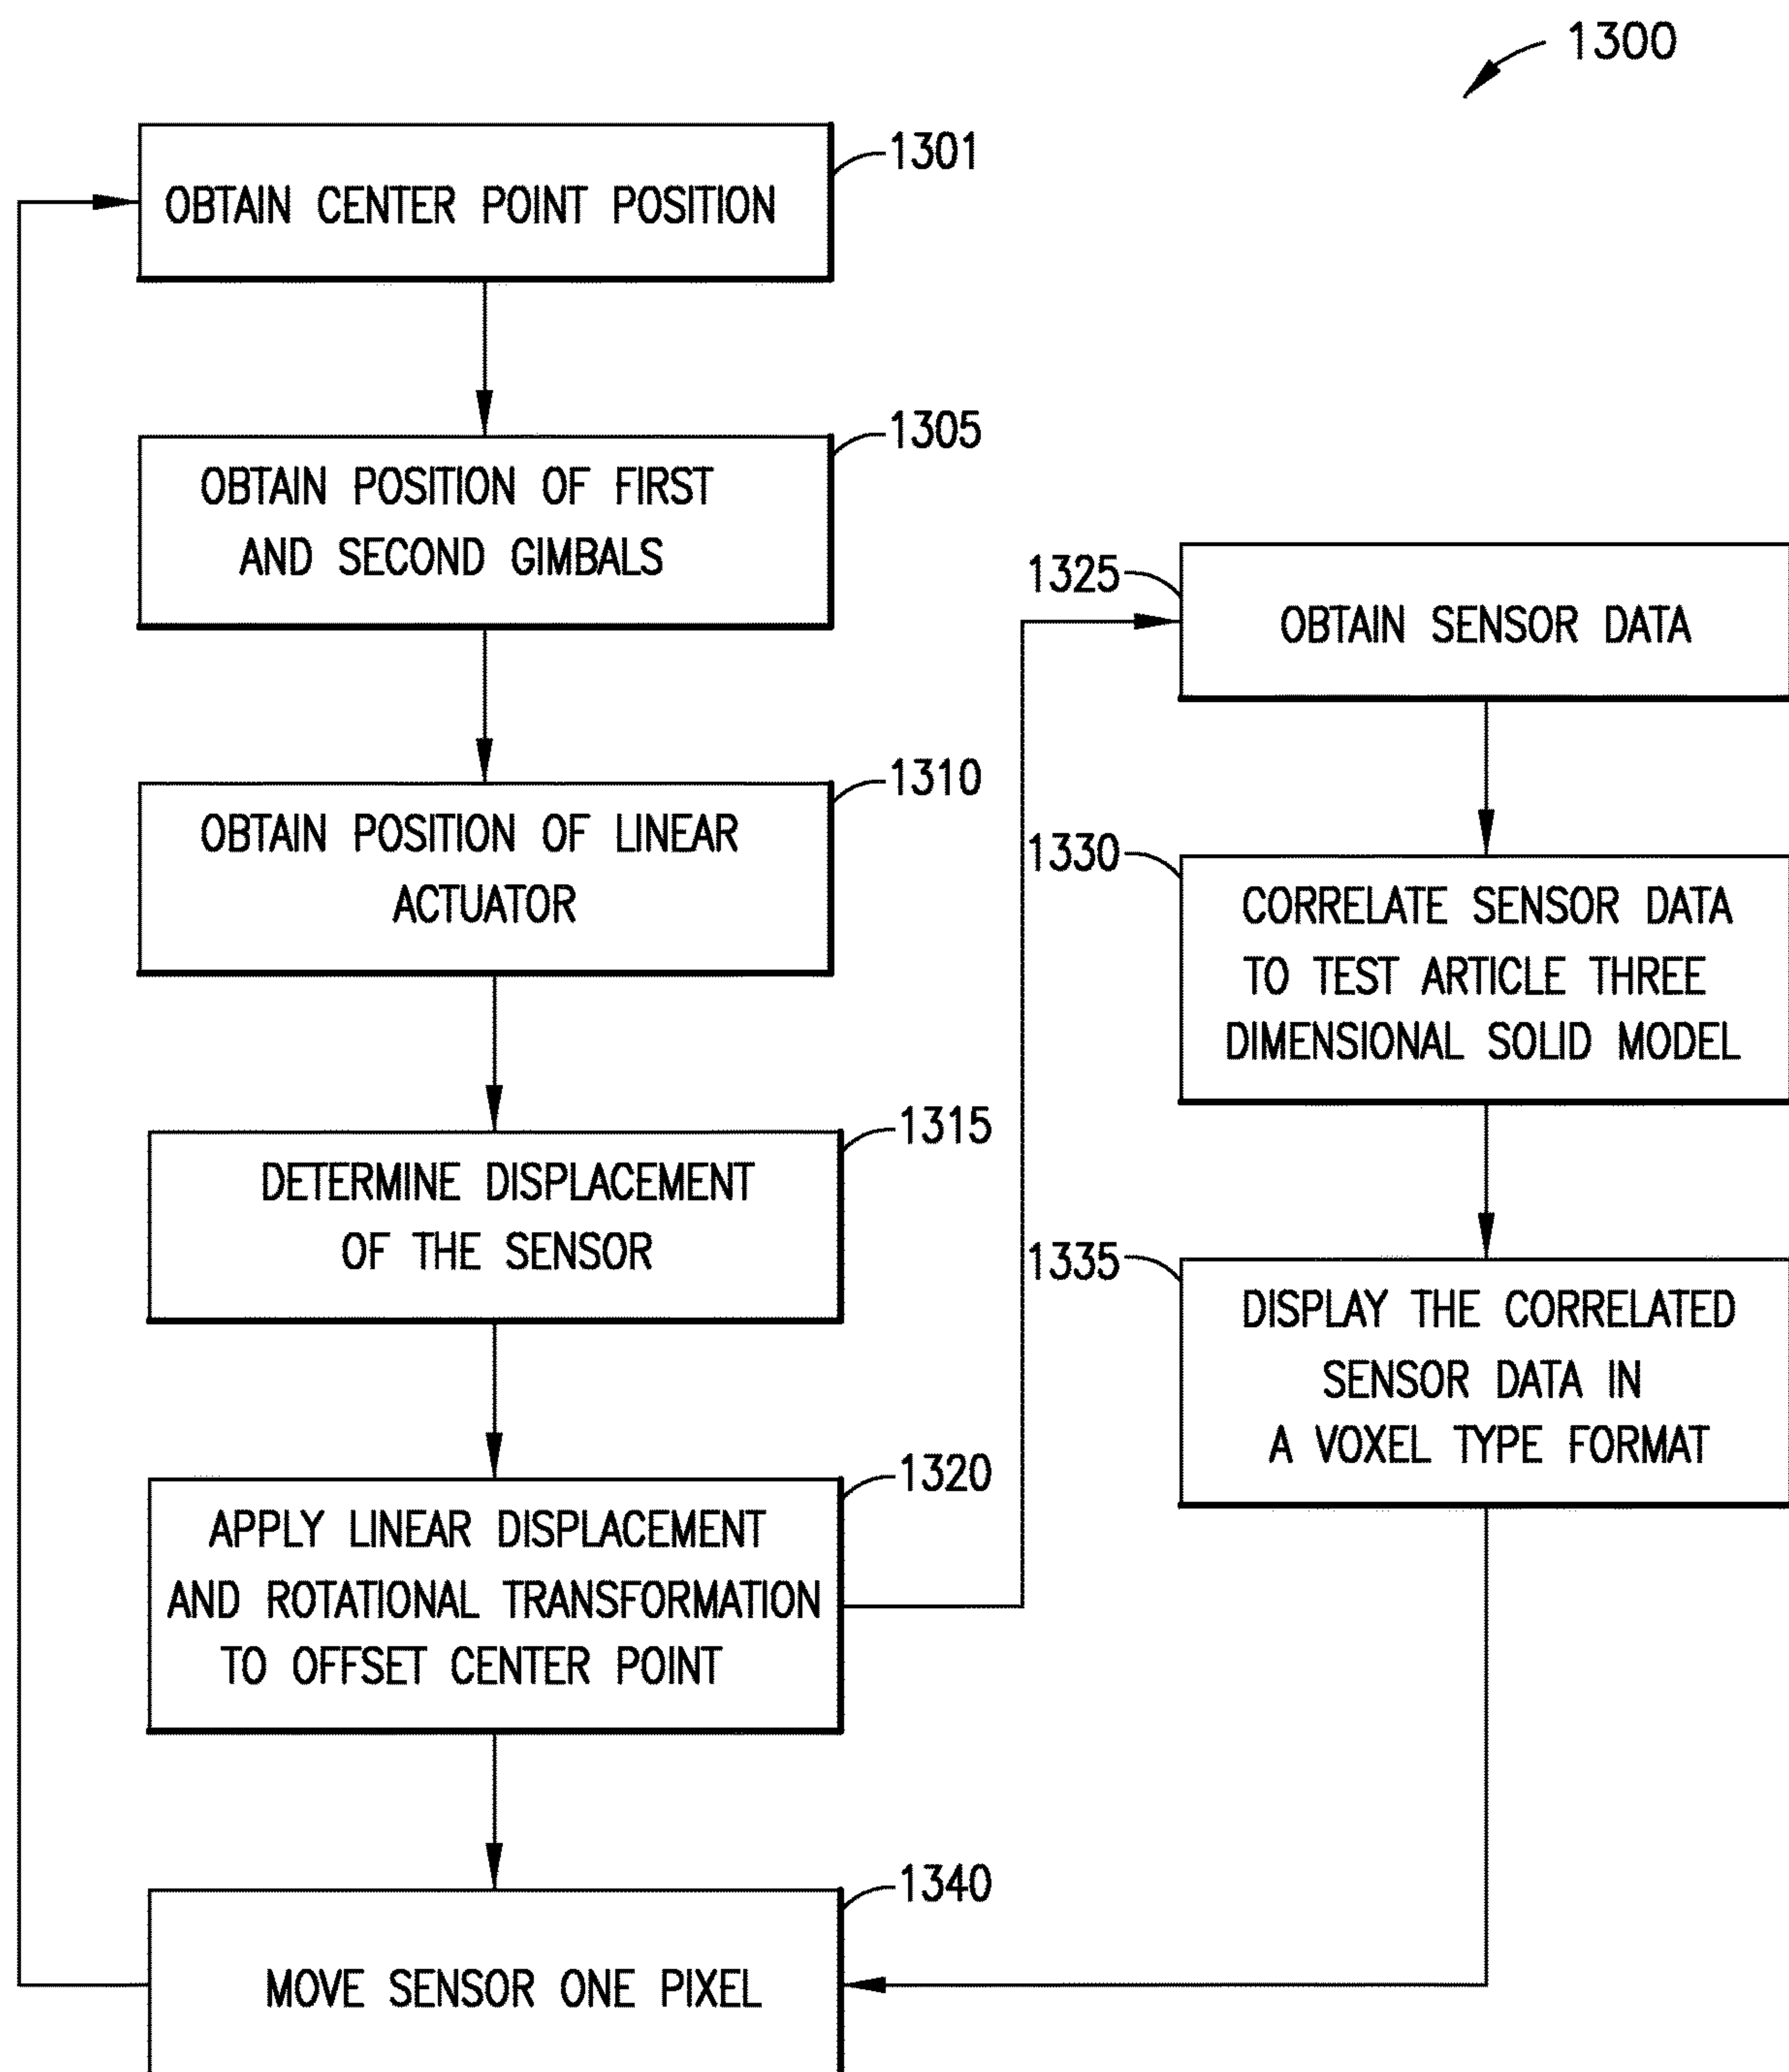 1300
1301
OBTAIN CENTER POINT POSITION
1305
OBTAIN POSITION OF FIRST
AND SECOND GIMBALS
1310
OBTAIN POSITION OF LINEAR
ACTUATOR
1315
DETERMINE DISPLACEMENT
OF THE SENSOR
1320
APPLY LINEAR DISPLACEMENT
AND ROTATIONAL TRANSFORMATION
TO OFFSET CENTER POINT
1325
OBTAIN SENSOR DATA
1330
CORRELATE SENSOR DATA
TO TEST ARTICLE THREE
DIMENSIONAL SOLID MODEL
1335
DISPLAY THE CORRELATED
SENSOR DATA IN
A VOXEL TYPE FORMAT
1340
MOVE SENSOR ONE PIXEL